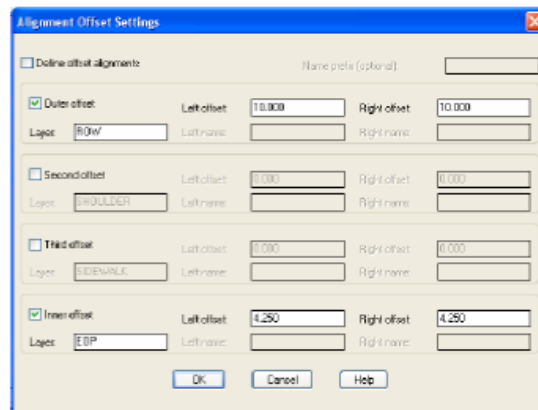 Alignment Offset Settings
Define offset alignments Name prefix (optional):
Outer offset Left offset: 10.000 Right offset: 10.000
Layer: ROW Left name: Right name:
Second offset Left offset: 0.000 Right offset: 0.000
Layer: SHOULDER Left name: Right name:
Third offset Left offset: 0.000 Right offset: 0.000
Layer: SIDEWALK Left name: Right name:
Inner offset Left offset: 4.250 Right offset: 4.250
Layer: EOP Left name: Right name:
OK Cancel Help